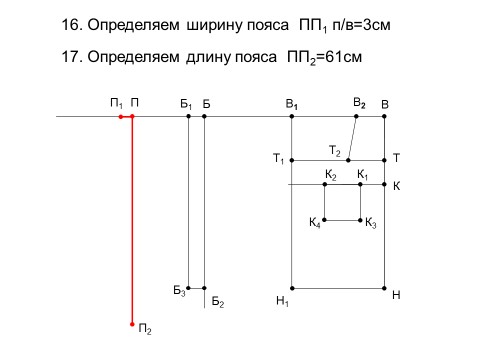 16. Определяем ширину пояса ПП₁ п/в=3см
17. Определяем длину пояса ПП₂=61см
П₁ П Б₁ Б В₁ В₂ В
Т₁ Т₂ Т
К₂ К₁ К
К₄ К₃
Б₃ Б₂ Н₁ Н
П₂